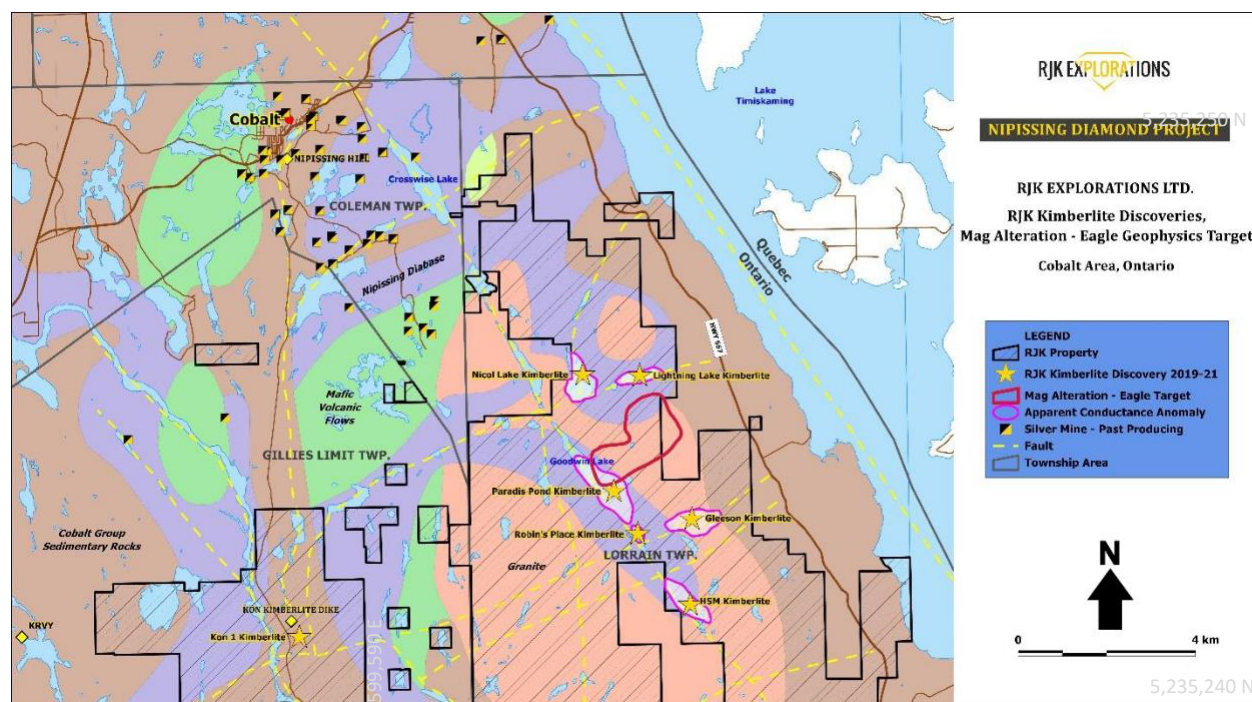 Cobalt
NIPISSING HILL
Crosswise Lake
COLEMAN TWP.
Nipissing Diabase
Lake
Timiskaming
Quebec
Ontario
HWY 567
Nicol Lake Kimberlite
Lightning Lake Kimberlite
Mafic
Volcanic
Flows
GILLIES LIMIT TWP.
Goodwin Lake
Paradis Pond Kimberlite
Gleeson Kimberlite
Robin's Place Kimberlite
LORRAIN TWP.
Cobalt Group
Sedimentary Rocks
Granite
HSM Kimberlite
KON KIMBERLITE DIKE
Kon 1 Kimberlite
KRVY
599,590 E
RJK EXPLORATIONS
5,235,250 N
NIPISSING DIAMOND PROJECT
RJK EXPLORATIONS LTD.
RJK Kimberlite Discoveries,
Mag Alteration - Eagle Geophysics Target
Cobalt Area, Ontario
LEGEND
RJK Property
RJK Kimberlite Discovery 2019-21
Mag Alteration - Eagle Target
Apparent Conductance Anomaly
Silver Mine - Past Producing
Fault
Township Area
N
0 4 km
5,235,240 N